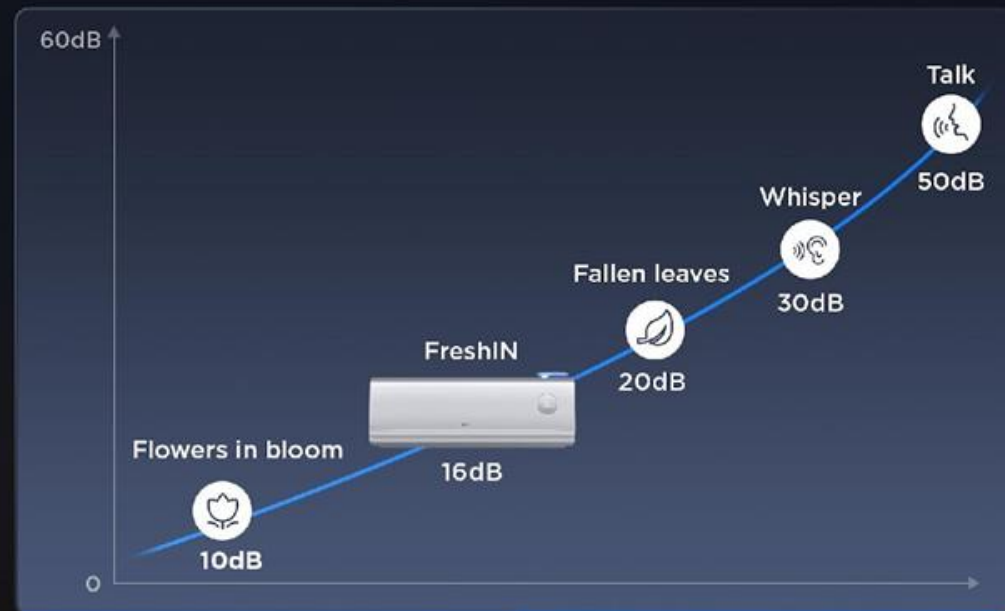 60dB
Talk
50dB
Whisper
30dB
Fallen leaves
20dB
FreshIN
16dB
Flowers in bloom
10dB
0